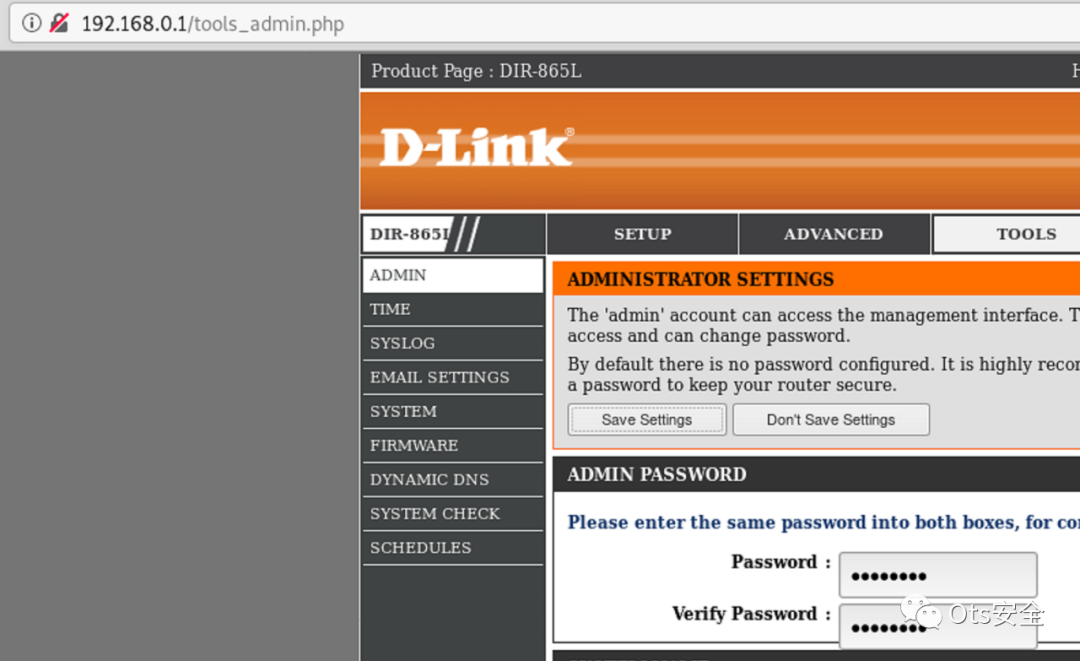 192.168.0.1/tools_admin.php
Product Page : DIR-865L
D-Link®
DIR-865L
SETUP
ADVANCED
TOOLS
ADMIN
TIME
SYSLOG
EMAIL SETTINGS
SYSTEM
FIRMWARE
DYNAMIC DNS
SYSTEM CHECK
SCHEDULES
ADMINISTRATOR SETTINGS
The 'admin' account can access the management interface. T
access and can change password.
By default there is no password configured. It is highly recor
a password to keep your router secure.
Save Settings
Don't Save Settings
ADMIN PASSWORD
Please enter the same password into both boxes, for co
Password :
Verify Password :
Ots安全